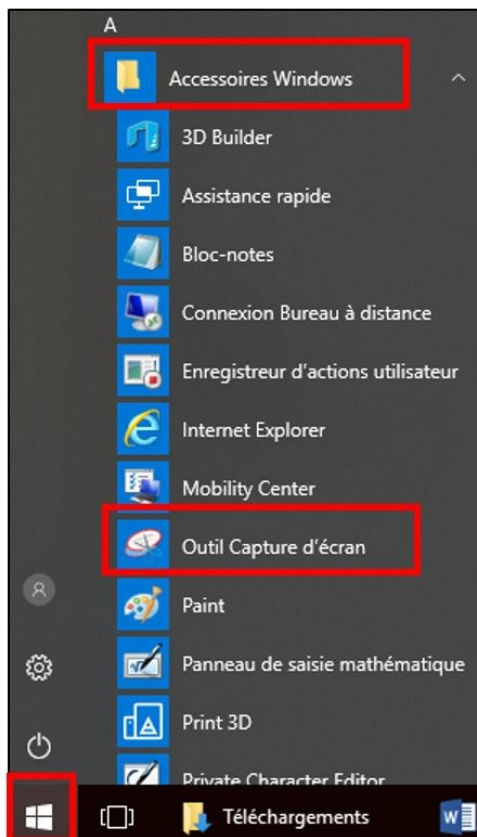 A
Accessoires Windows
3D Builder
Assistance rapide
Bloc-notes
Connexion Bureau à distance
Enregistreur d'actions utilisateur
Internet Explorer
Mobility Center
Outil Capture d'écran
Paint
Panneau de saisie mathématique
Print 3D
Private Character Editor
Téléchargements